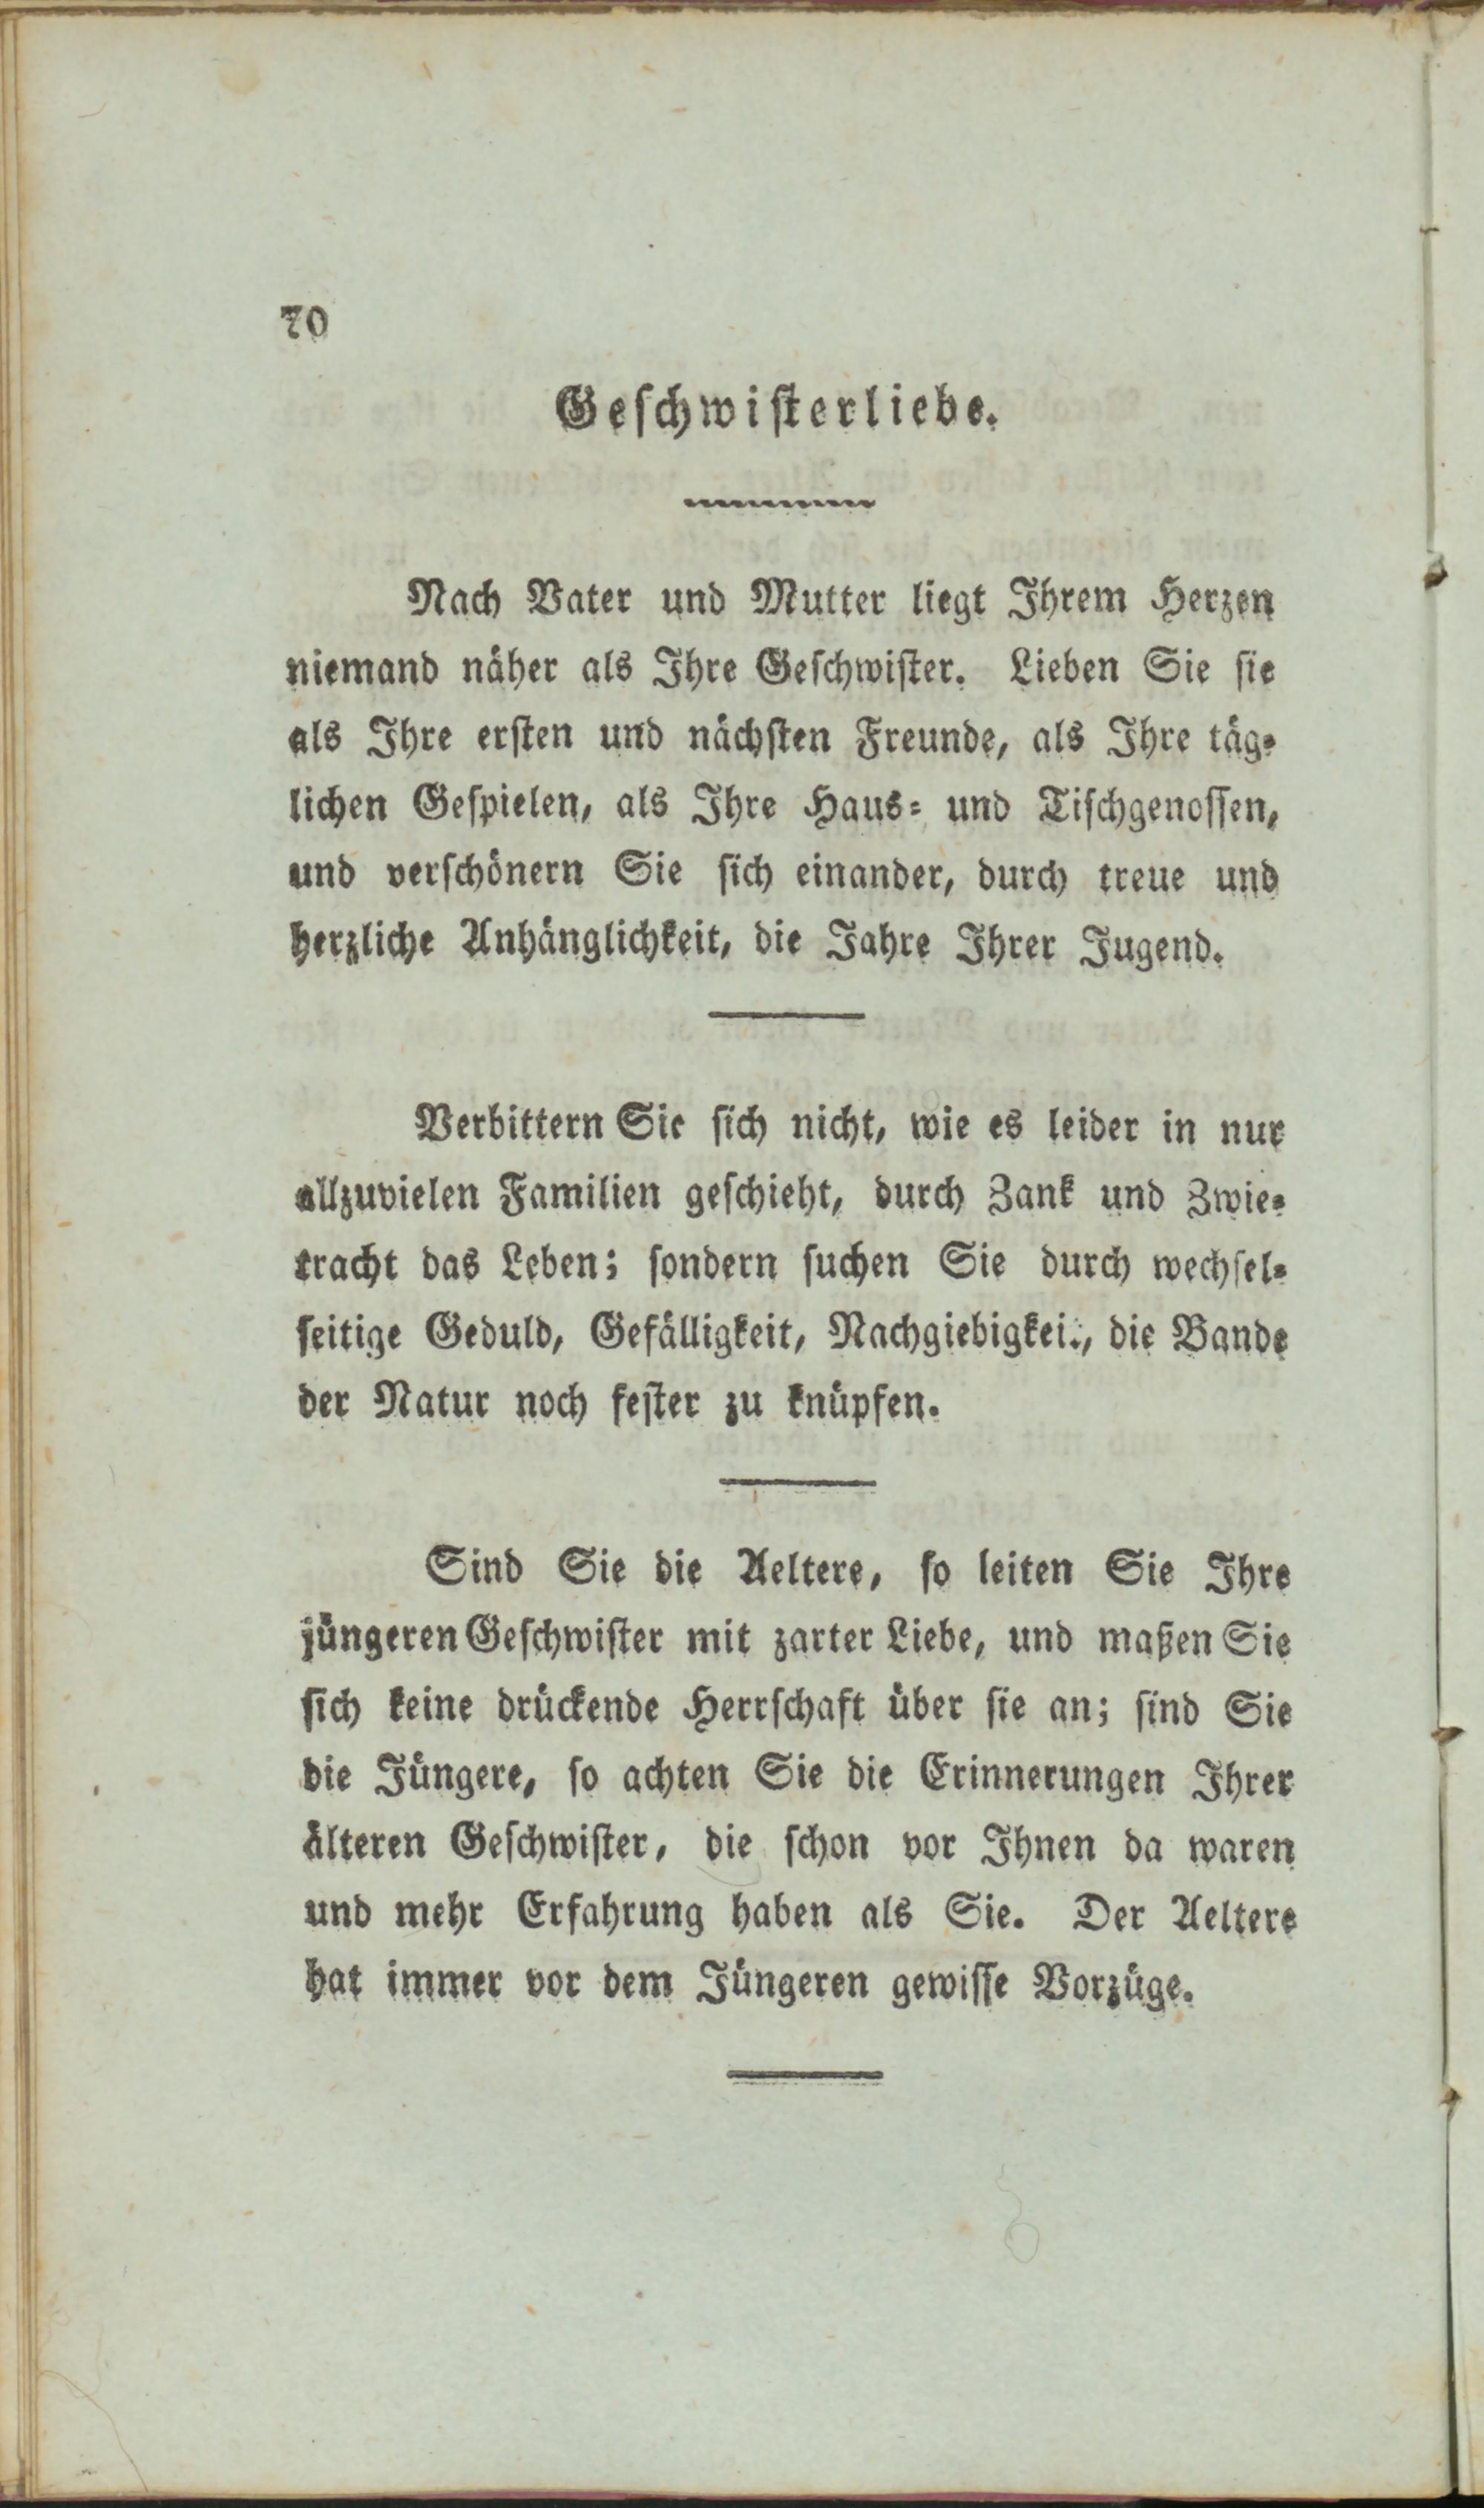 70
Geschwisterliebe.
Nach Vater und Mutter liegt Ihrem Herzen
niemand näher als Ihre Geschwister. Lieben Sie sie
als Ihre ersten und nächsten Freunde, als Ihre täg-
lichen Gespielen, als Ihre Haus- und Tischgenossen,
und verschönern Sie sich einander, durch treue und
herzliche Anhänglichkeit, die Jahre Ihrer Jugend.
Verbittern Sie sich nicht, wie es leider in nur
allzuvielen Familien geschieht, durch Zank und Zwie-
tracht das Leben; sondern suchen Sie durch wechsel-
seitige Geduld, Gefälligkeit, Nachgiebigkeit, die Bande
der Natur noch fester zu knüpfen.
Sind Sie die Aeltere, so leiten Sie Ihre
jüngeren Geschwister mit zarter Liebe, und maßen Sie
sich keine drückende Herrschaft über sie an; sind Sie
die Jüngere, so achten Sie die Erinnerungen Ihrer
älteren Geschwister, die schon vor Ihnen da waren
und mehr Erfahrung haben als Sie. Der Aeltere
hat immer vor dem Jüngeren gewisse Vorzüge.